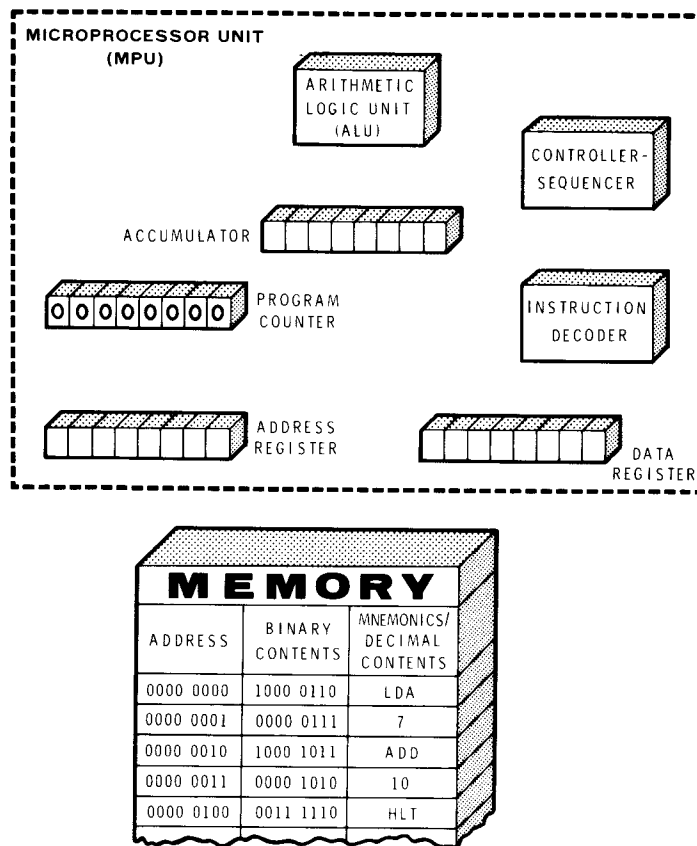 MICROPROCESSOR UNIT
(MPU)
ARITHMETIC
LOGIC UNIT
(ALU)
CONTROLLER-
SEQUENCER
ACCUMULATOR
0 0 0 0 0 0 0 0
PROGRAM
COUNTER
INSTRUCTION
DECODER
ADDRESS
REGISTER
DATA
REGISTER
MEMORY
ADDRESS
BINARY
CONTENTS
MNEMONICS/
DECIMAL
CONTENTS
0000 0000 1000 0110 LDA
0000 0001 0000 0111 7
0000 0010 1000 1011 ADD
0000 0011 0000 1010 10
0000 0100 0011 1110 HLT